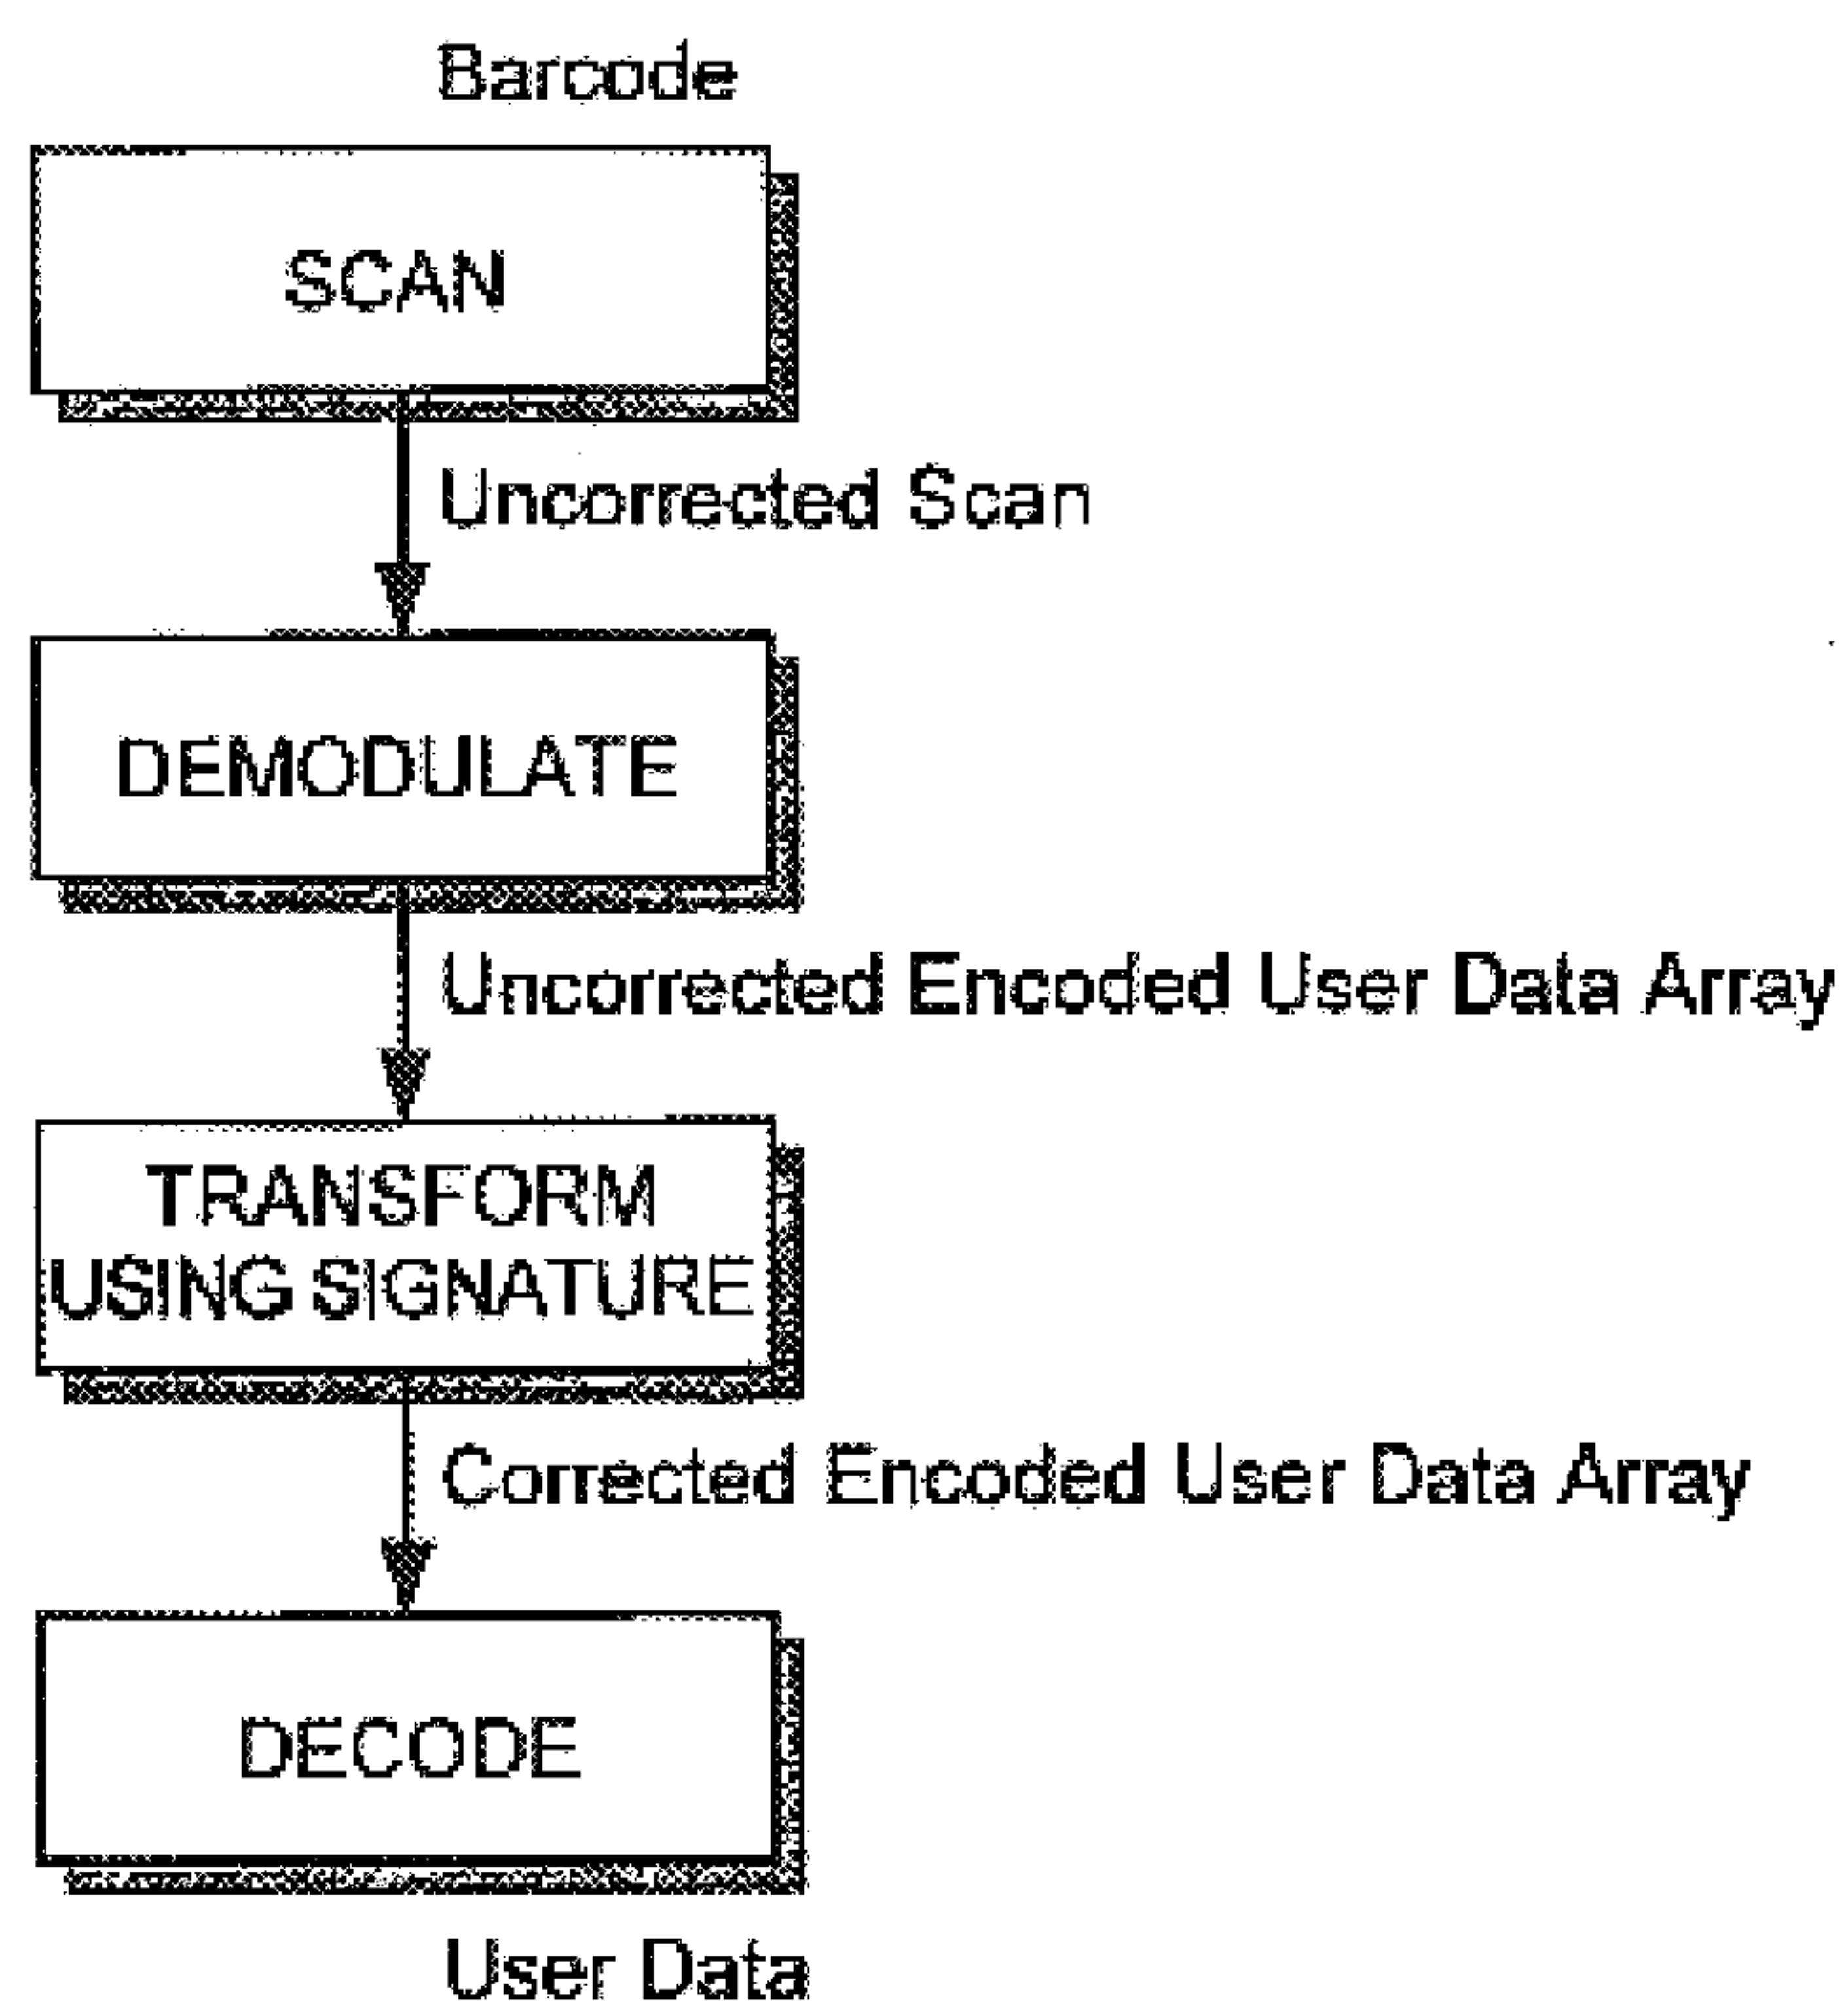 Barcode
SCAN
Uncorrected Scan
DEMODULATE
Uncorrected Encoded User Data Array
TRANSFORM
USING SIGNATURE
Corrected Encoded User Data Array
DECODE
User Data